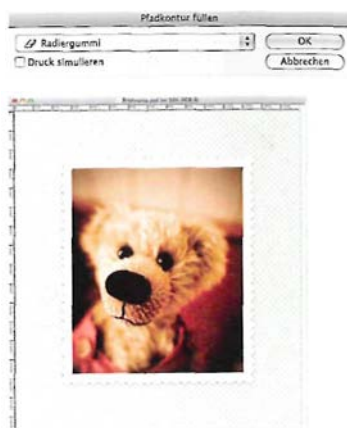 Pfadkontur füllen
Radiergummi
OK
Druck simulieren
Abbrechen